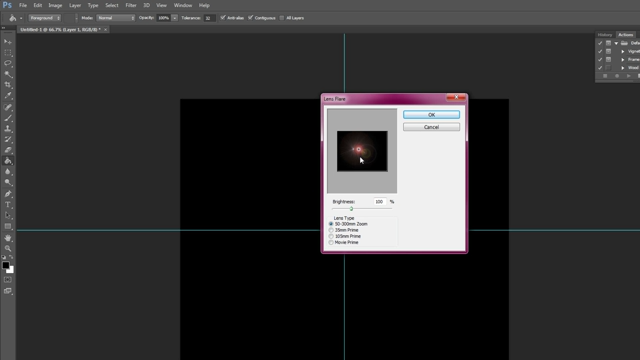 Ps File Edit Image Layer Type Select Filter 3D View Window Help
Foreground Mode: Normal Opacity: 100% Tolerance: 32 Anti-alias Contiguous All Layers
Untitled-1 @ 66.7% (Layer 1, RGB/8) *
History Actions
Lens Flare
OK
Cancel
Brightness: 100 %
Lens Type
50-300mm Zoom
35mm Prime
105mm Prime
Movie Prime